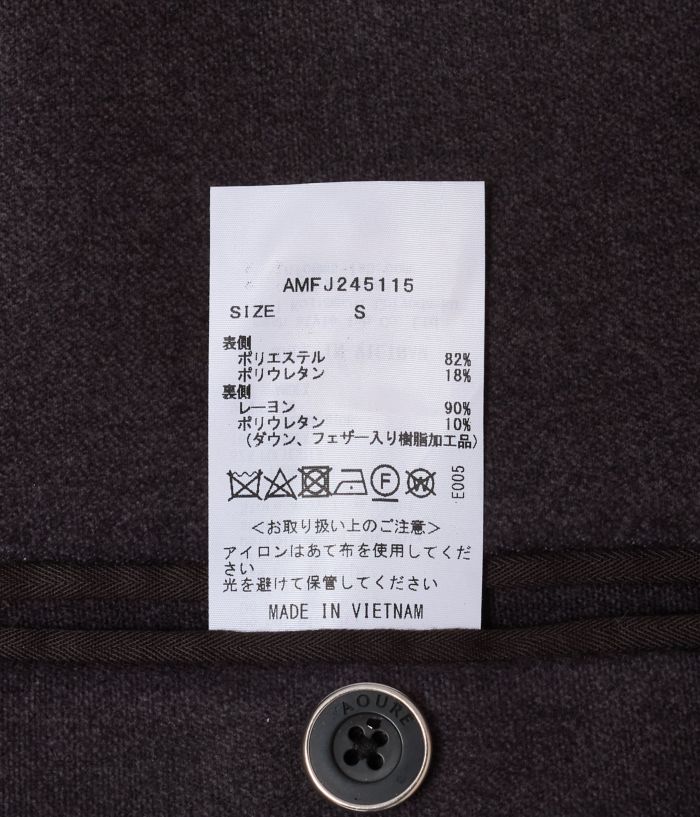 AMFJ245115
SIZE S
表側
ポリエステル 82%
ポリウレタン 18%
裏側
レーヨン 90%
ポリウレタン 10%
(ダウン、フェザー入り樹脂加工品)
F W E005
<お取り扱い上のご注意>
アイロンはあて布を使用してくだ
さい
光を避けて保管してください
MADE IN VIETNAM
AOURE